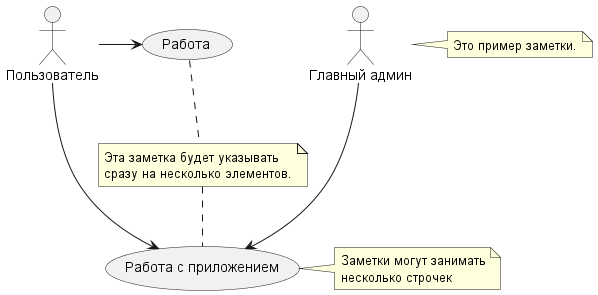 Работа
Это пример заметки.
Пользователь
Главный админ
Эта заметка будет указывать
сразу на несколько элементов.
Работа с приложением
Заметки могут занимать
несколько строчек